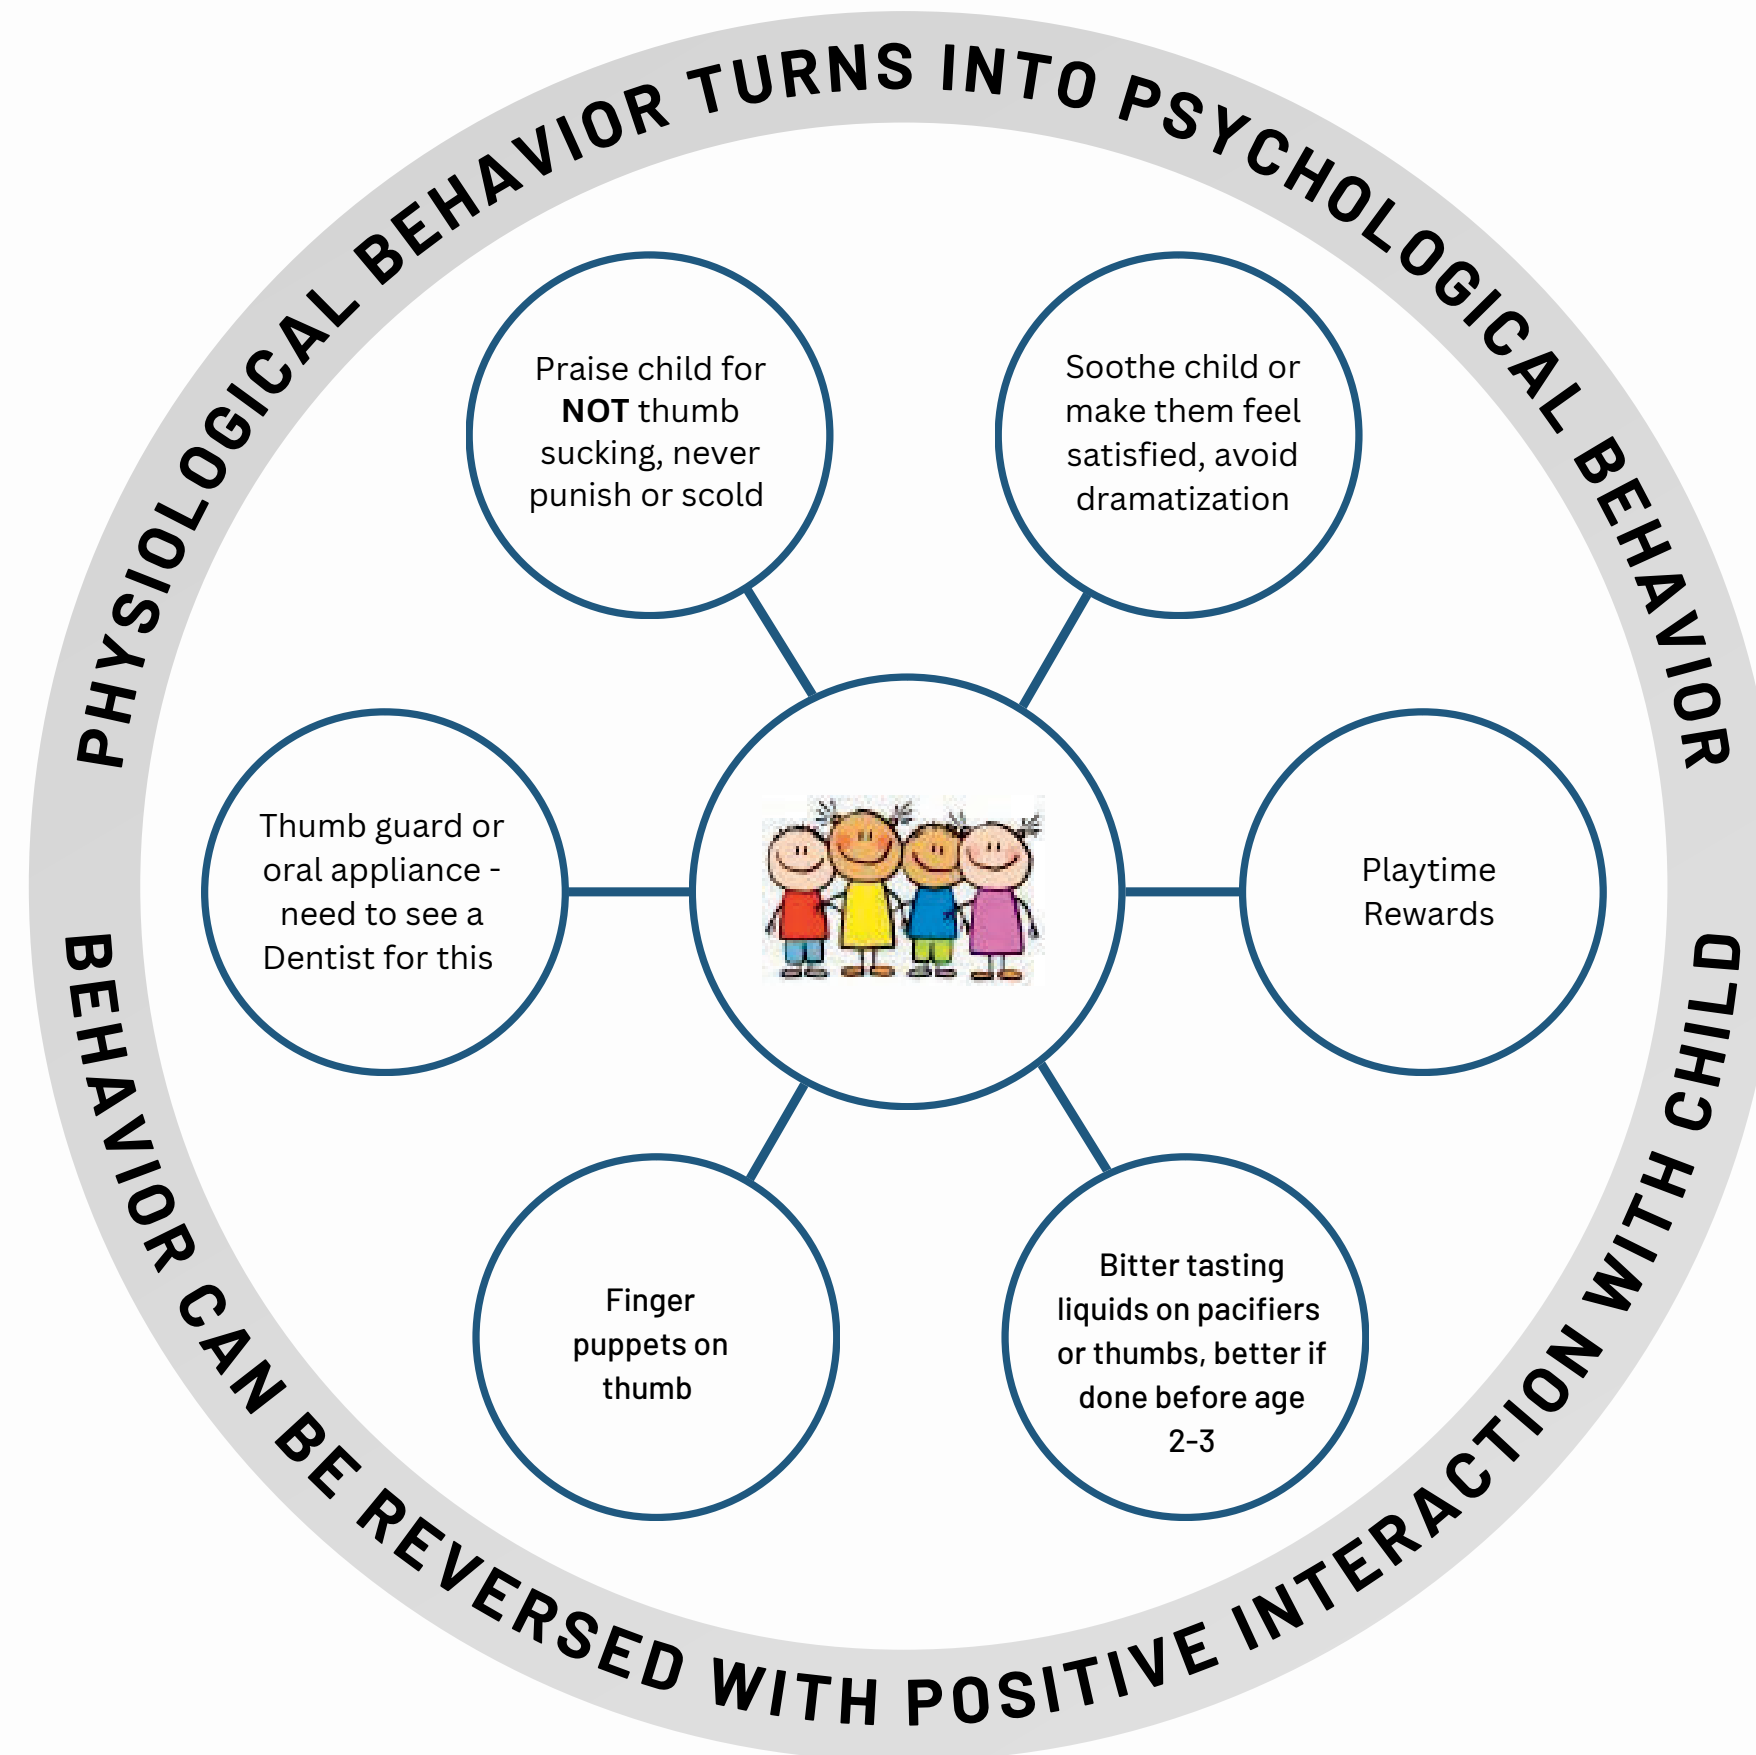 PHYSIOLOGICAL BEHAVIOR TURNS INTO PSYCHOLOGICAL BEHAVIOR
Praise child for
NOT thumb
sucking, never
punish or scold
Soothe child or
make them feel
satisfied, avoid
dramatization
Thumb guard or
oral appliance -
need to see a
Dentist for this
Playtime
Rewards
Finger
puppets on
thumb
Bitter tasting
liquids on pacifiers
or thumbs, better if
done before age
2-3
BEHAVIOR CAN BE REVERSED WITH POSITIVE INTERACTION WITH CHILD